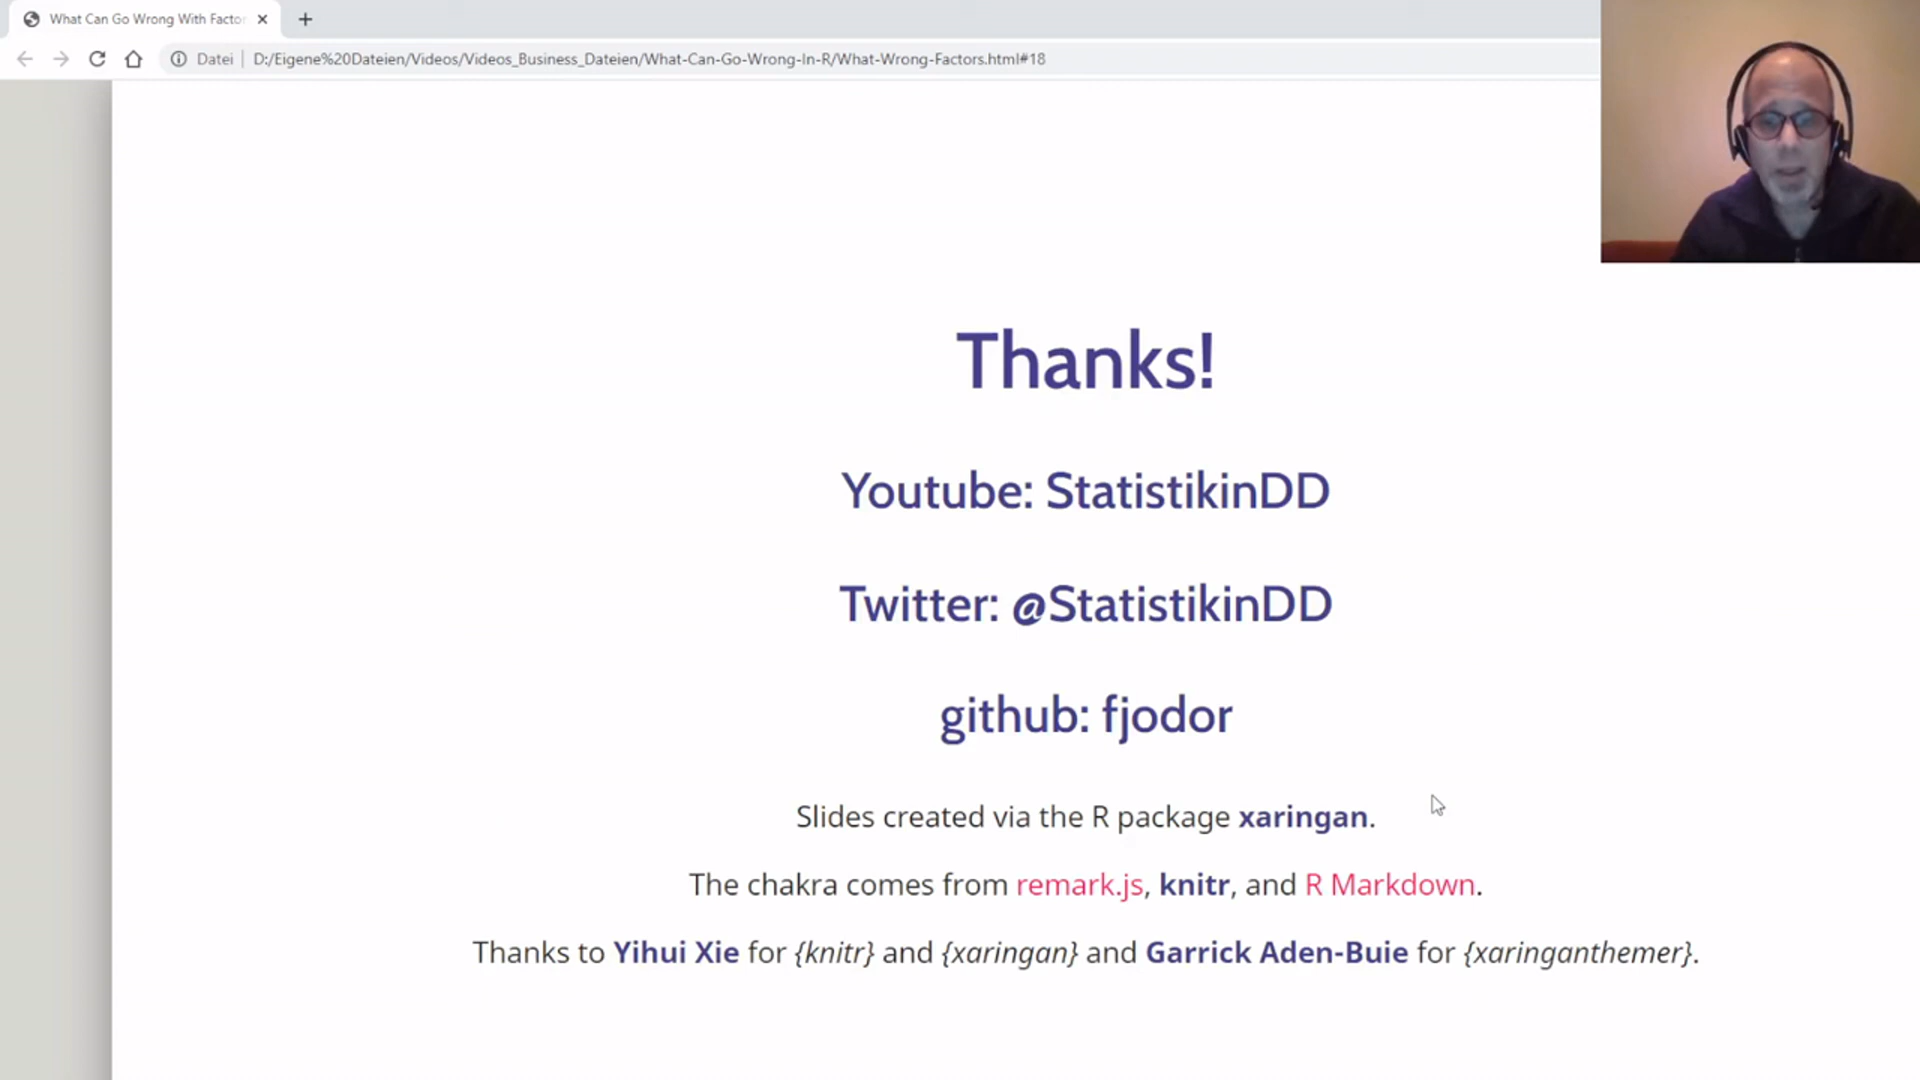 What Can Go Wrong With Facto
Datei
D:/Eigene%20Dateien/Videos/Videos_Business_Dateien/What-Can-Go-Wrong-In-R/What-Wrong-Factors.html#18
Thanks!
Youtube: StatistikinDD
Twitter: @StatistikinDD
github: fjodor
Slides created via the R package xaringan.
The chakra comes from remark.js, knitr, and R Markdown.
Thanks to Yihui Xie for {knitr} and {xaringan} and Garrick Aden-Buie for {xaringanthemer}.